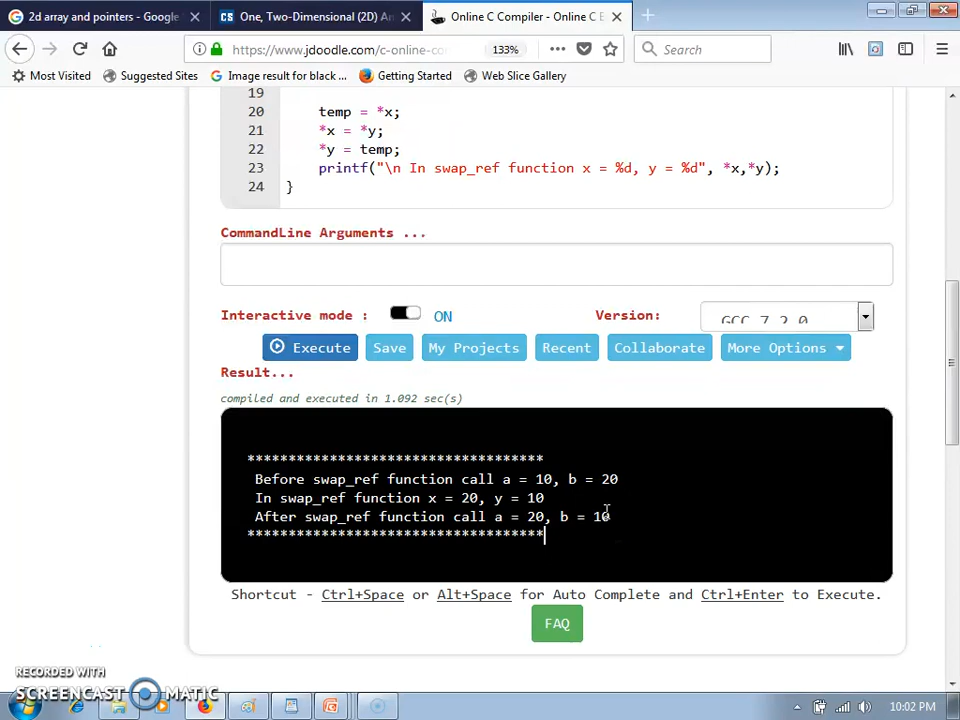 2d array and pointers - Google
One, Two-Dimensional (2D) Ar
Online C Compiler - Online C E
https://www.jdoodle.com/c-online-co
133%
Search
Most Visited
Suggested Sites
Image result for black ...
Getting Started
Web Slice Gallery
19
20 temp = *x;
21 *x = *y;
22 *y = temp;
23 printf("\n In swap_ref function x = %d, y = %d", *x,*y);
24 }
CommandLine Arguments ...
Interactive mode : ON Version: GCC 7.2.0
Execute Save My Projects Recent Collaborate More Options
Result...
compiled and executed in 1.092 sec(s)
************************************
Before swap_ref function call a = 10, b = 20
In swap_ref function x = 20, y = 10
After swap_ref function call a = 20, b = 10
************************************
Shortcut - Ctrl+Space or Alt+Space for Auto Complete and Ctrl+Enter to Execute.
FAQ
RECORDED WITH
SCREENCAST MATIC
10:02 PM